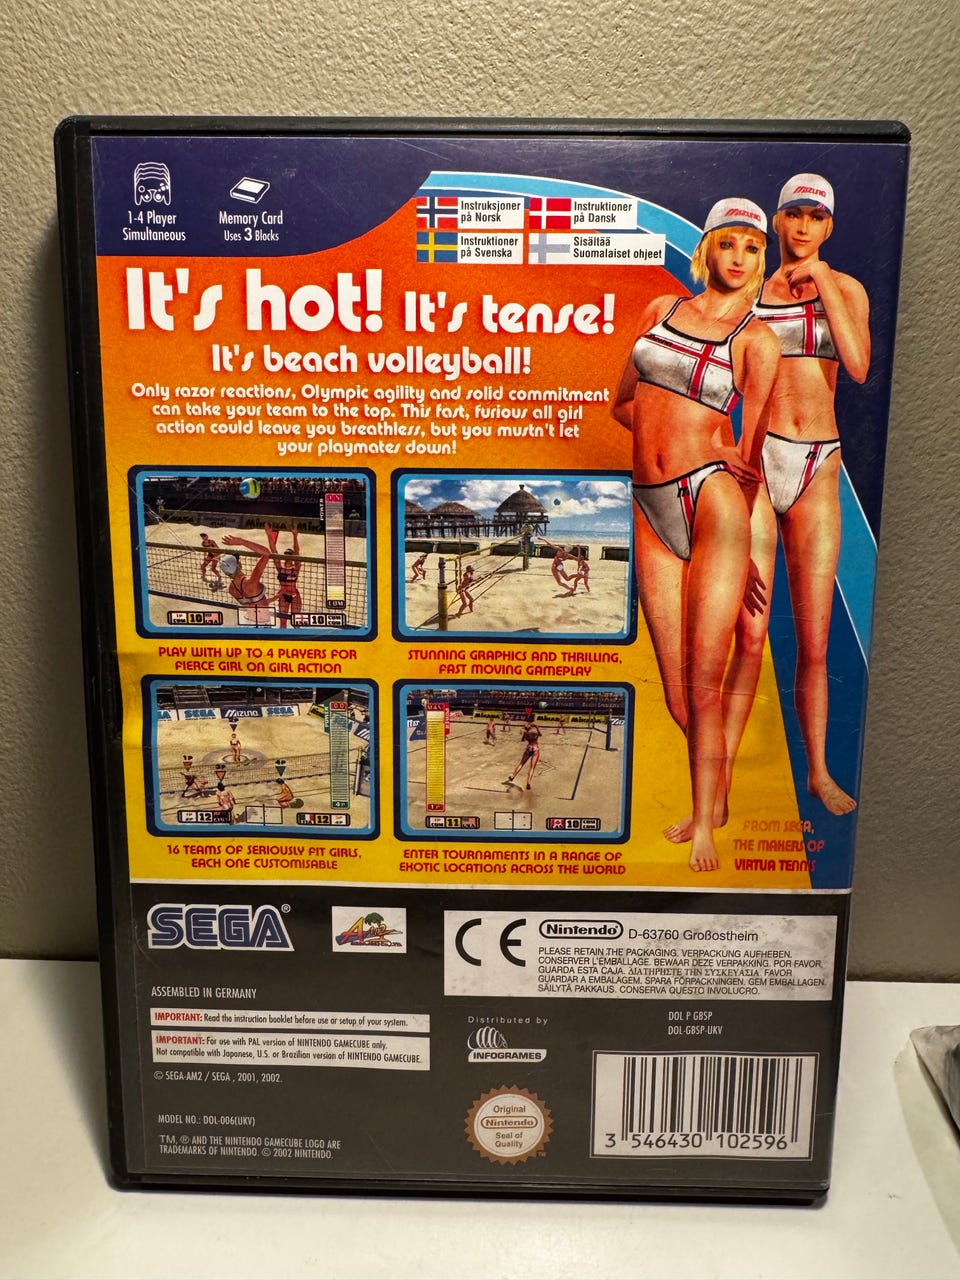 1-4 Player
Simultaneous
Memory Card
Uses 3 Blocks
Instruksjoner
på Norsk
Instruktioner
på Dansk
Instruktioner
på Svenska
Sisältää
Suomalaiset ohjeet
MIZUNO
MIZUNO
It's hot! It's tense!
It's beach volleyball!
Only razor reactions, Olympic agility and solid commitment
can take your team to the top. This fast, furious all girl
action could leave you breathless, but you mustn't let
your playmates down!
PLAY WITH UP TO 4 PLAYERS FOR
FIERCE GIRL ON GIRL ACTION
STUNNING GRAPHICS AND THRILLING,
FAST MOVING GAMEPLAY
SEGA MIZUNO SEGA
16 TEAMS OF SERIOUSLY FIT GIRLS,
EACH ONE CUSTOMISABLE
ENTER TOURNAMENTS IN A RANGE OF
EXOTIC LOCATIONS ACROSS THE WORLD
FROM SEGA,
THE MAKERS OF
VIRTUA TENNIS
SEGA®
AM2
CE
Nintendo® D-63760 Großostheim
PLEASE RETAIN THE PACKAGING. VERPACKUNG AUFHEBEN.
CONSERVER L'EMBALLAGE. BEWAAR DEZE VERPAKKING. POR FAVOR,
GUARDA ESTA CAJA. ΔΙΑΤΗΡΗΣΤΕ ΤΗΝ ΣΥΣΚΕΥΑΣΙΑ. FAVOR
GUARDAR A EMBALAGEM. SPARA FÖRPACKNINGEN. GEM EMBALLAGEN.
SÄILYTÄ PAKKAUS. CONSERVA QUESTO INVOLUCRO.
ASSEMBLED IN GERMANY
IMPORTANT: Read the instruction booklet before use or setup of your system.
IMPORTANT: For use with PAL version of NINTENDO GAMECUBE only.
Not compatible with Japanese, U.S. or Brazilian version of NINTENDO GAMECUBE.
© SEGA-AM2 / SEGA , 2001, 2002.
MODEL NO.: DOL-006(UKV)
TM, ® AND THE NINTENDO GAMECUBE LOGO ARE
TRADEMARKS OF NINTENDO. © 2002 NINTENDO.
Distributed by
INFOGRAMES
Original
Nintendo
Seal of
Quality
TM
DOL P GBSP
DOL-GBSP-UKV
3 546430 102596